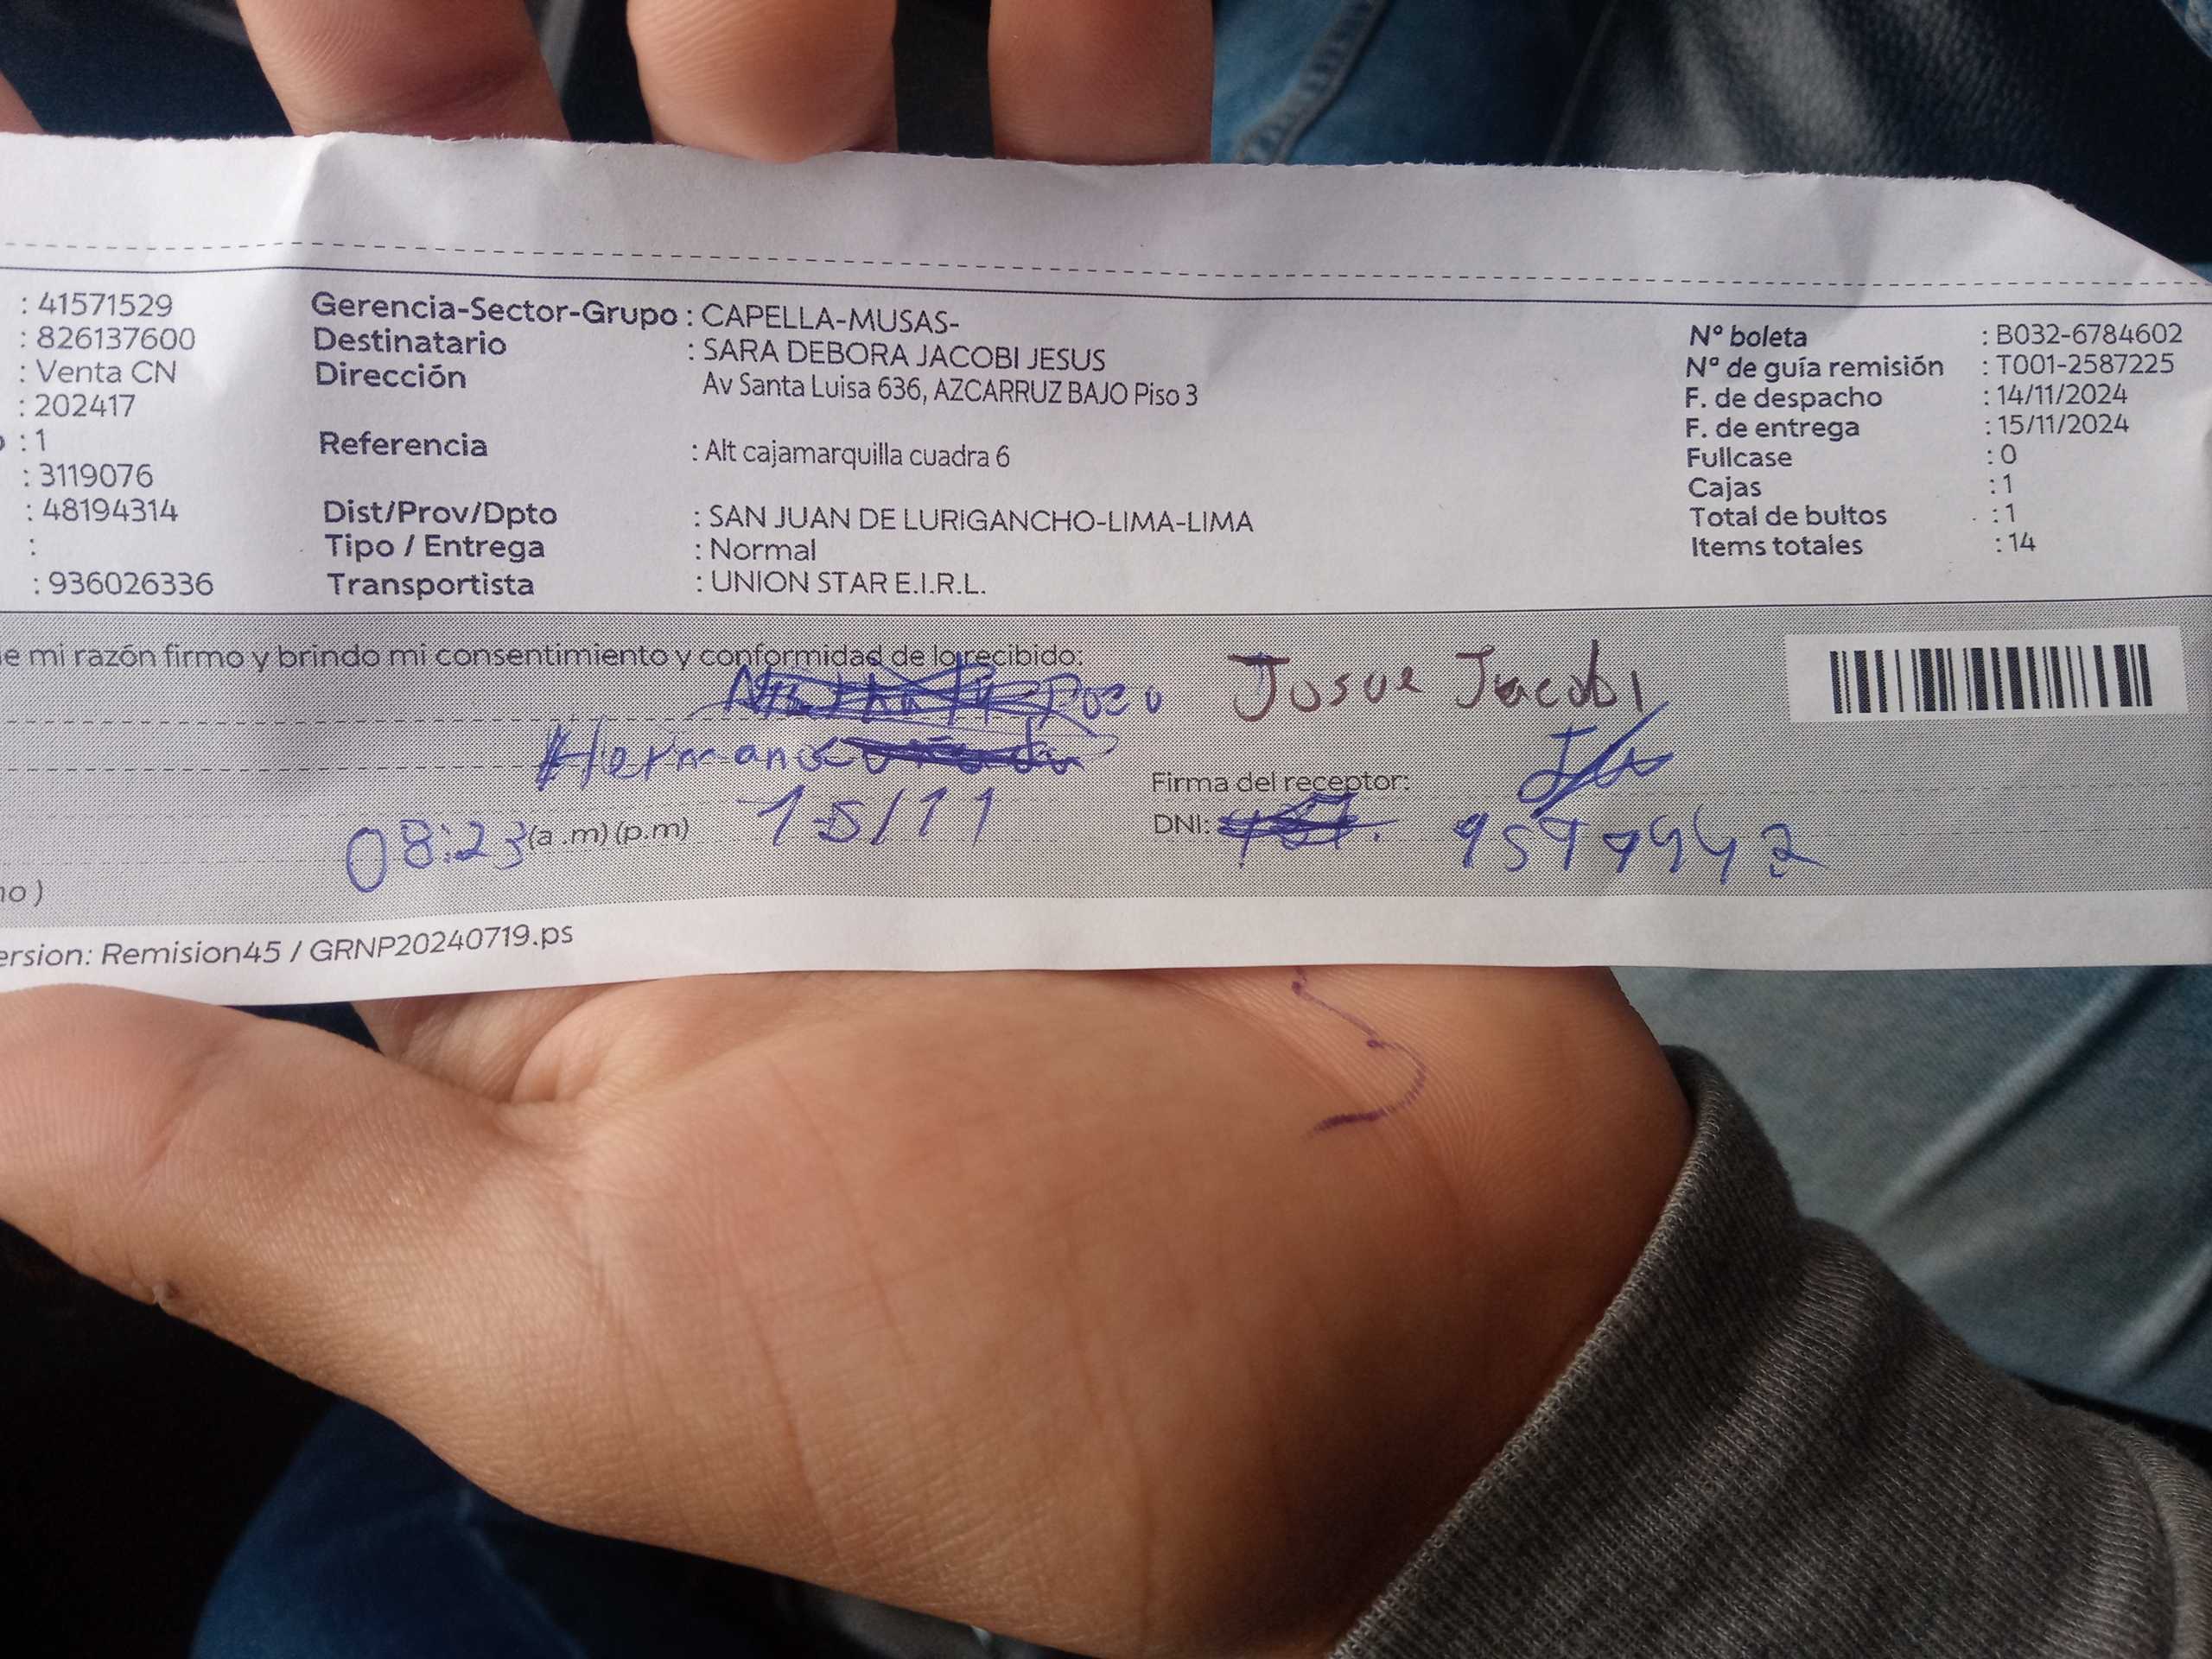 : 41571529
: 826137600
: Venta CN
: 202417
: 1
: 3119076
: 48194314
:
: 936026336
Gerencia-Sector-Grupo : CAPELLA-MUSAS-
Destinatario : SARA DEBORA JACOBI JESUS
Dirección Av Santa Luisa 636, AZCARRUZ BAJO Piso 3
Referencia : Alt cajamarquilla cuadra 6
Dist/Prov/Dpto : SAN JUAN DE LURIGANCHO-LIMA-LIMA
Tipo / Entrega : Normal
Transportista : UNION STAR E.I.R.L.
Nº boleta : B032-6784602
Nº de guía remisión : T001-2587225
F. de despacho : 14/11/2024
F. de entrega : 15/11/2024
Fullcase : 0
Cajas : 1
Total de bultos : 1
Items totales : 14
e mi razón firmo y brindo mi consentimiento y conformidad de lo recibido:
Josue Jacobi
Hermano
Firma del receptor:
08:23 (a .m) (p.m) 15/11
DNI:
no )
ersion: Remision45 / GRNP20240719.ps